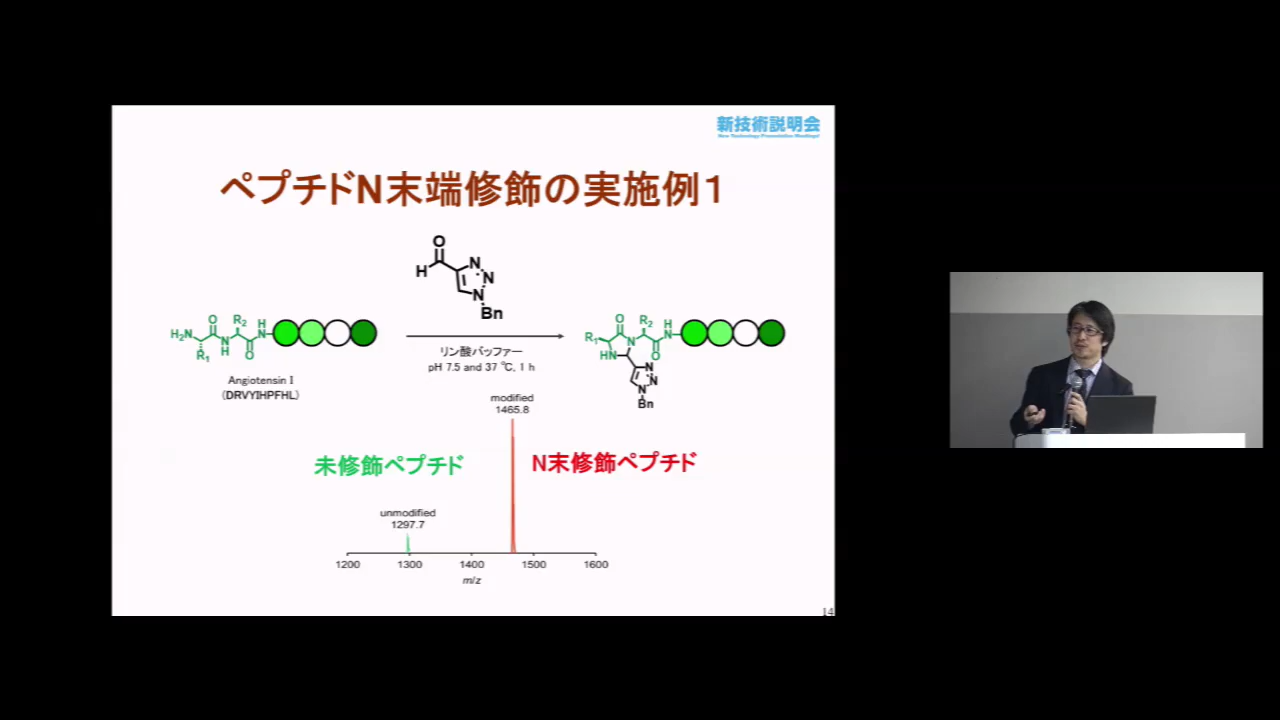 新技術説明会
New Technology Presentation Meetings!
ペプチドN末端修飾の実施例１
O
H
N
N
N
Bn
H2N
O
R1
N
H
R2
O
H
N
リン酸バッファー
pH 7.5 and 37 ℃, 1 h
R1
O
HN
N
R2
O
H
N
N
N
N
Bn
Angiotensin I
(DRVYIHPFHL)
modified
1465.8
未修飾ペプチド
N末修飾ペプチド
unmodified
1297.7
1200 1300 1400 1500 1600
m/z
14